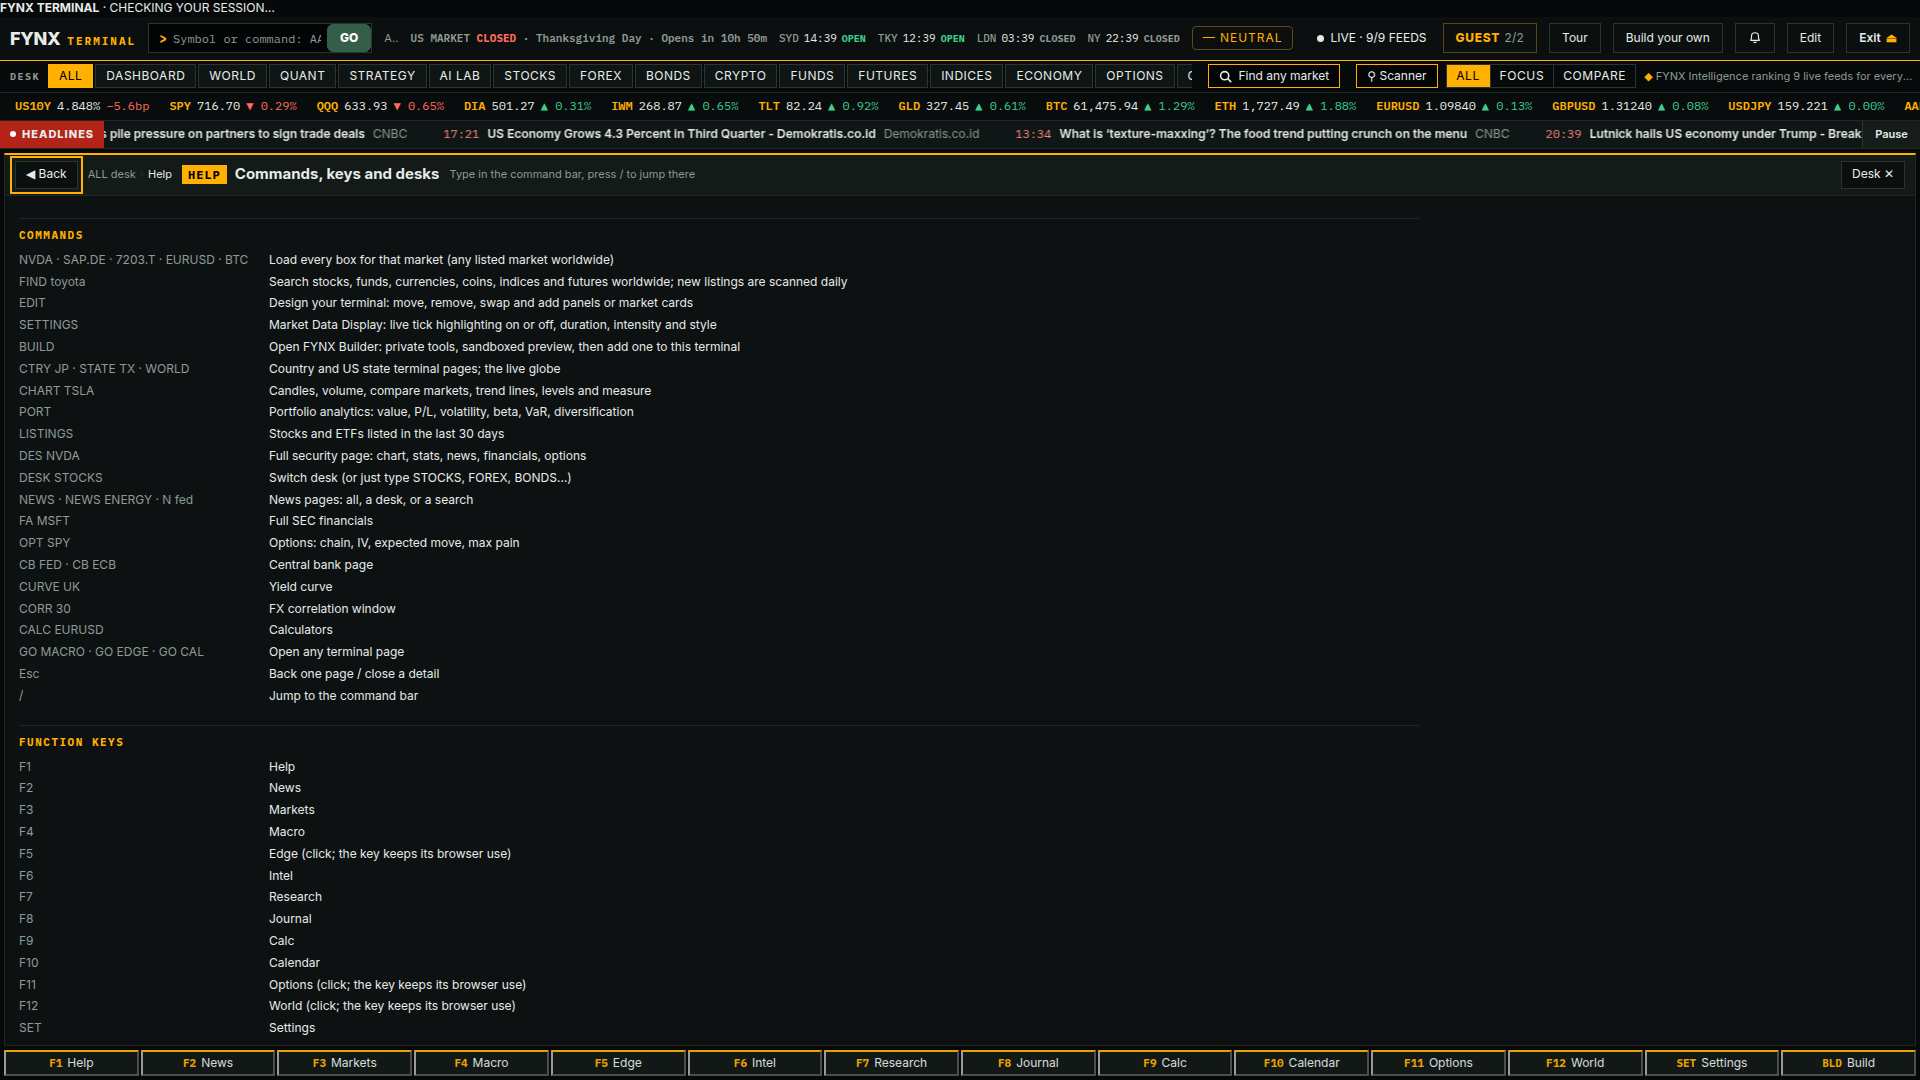 FYNX TERMINAL · CHECKING YOUR SESSION...
FYNX TERMINAL > Symbol or command: GO A.. US MARKET CLOSED · Thanksgiving Day · Opens in 10h 50m SYD 14:39 OPEN TKY 12:39 OPEN LDN 03:39 CLOSED NY 22:39 CLOSED — NEUTRAL LIVE · 9/9 FEEDS GUEST 2/2 Tour Build your own Edit Exit
DESK ALL DASHBOARD WORLD QUANT STRATEGY AI LAB STOCKS FOREX BONDS CRYPTO FUNDS FUTURES INDICES ECONOMY OPTIONS Find any market Scanner ALL FOCUS COMPARE ◆ FYNX Intelligence ranking 9 live feeds for every...
US10Y 4.848% −5.6bp SPY 716.70 ▼ 0.29% QQQ 633.93 ▼ 0.65% DIA 501.27 ▲ 0.31% IWM 268.87 ▲ 0.65% TLT 82.24 ▲ 0.92% GLD 327.45 ▲ 0.61% BTC 61,475.94 ▲ 1.29% ETH 1,727.49 ▲ 1.88% EURUSD 1.09840 ▲ 0.13% GBPUSD 1.31240 ▲ 0.08% USDJPY 159.221 ▲ 0.00%
HEADLINES pile pressure on partners to sign trade deals CNBC 17:21 US Economy Grows 4.3 Percent in Third Quarter - Demokratis.co.id Demokratis.co.id 13:34 What is ‘texture-maxxing’? The food trend putting crunch on the menu CNBC 20:39 Lutnick hails US economy under Trump - Break Pause
◀ Back ALL desk Help HELP Commands, keys and desks Type in the command bar, press / to jump there Desk ✕
COMMANDS
NVDA · SAP.DE · 7203.T · EURUSD · BTC Load every box for that market (any listed market worldwide)
FIND toyota Search stocks, funds, currencies, coins, indices and futures worldwide; new listings are scanned daily
EDIT Design your terminal: move, remove, swap and add panels or market cards
SETTINGS Market Data Display: live tick highlighting on or off, duration, intensity and style
BUILD Open FYNX Builder: private tools, sandboxed preview, then add one to this terminal
CTRY JP · STATE TX · WORLD Country and US state terminal pages; the live globe
CHART TSLA Candles, volume, compare markets, trend lines, levels and measure
PORT Portfolio analytics: value, P/L, volatility, beta, VaR, diversification
LISTINGS Stocks and ETFs listed in the last 30 days
DES NVDA Full security page: chart, stats, news, financials, options
DESK STOCKS Switch desk (or just type STOCKS, FOREX, BONDS...)
NEWS · NEWS ENERGY · N fed News pages: all, a desk, or a search
FA MSFT Full SEC financials
OPT SPY Options: chain, IV, expected move, max pain
CB FED · CB ECB Central bank page
CURVE UK Yield curve
CORR 30 FX correlation window
CALC EURUSD Calculators
GO MACRO · GO EDGE · GO CAL Open any terminal page
Esc Back one page / close a detail
/ Jump to the command bar
FUNCTION KEYS
F1 Help
F2 News
F3 Markets
F4 Macro
F5 Edge (click; the key keeps its browser use)
F6 Intel
F7 Research
F8 Journal
F9 Calc
F10 Calendar
F11 Options (click; the key keeps its browser use)
F12 World (click; the key keeps its browser use)
SET Settings
F1 Help F2 News F3 Markets F4 Macro F5 Edge F6 Intel F7 Research F8 Journal F9 Calc F10 Calendar F11 Options F12 World SET Settings BLD Build